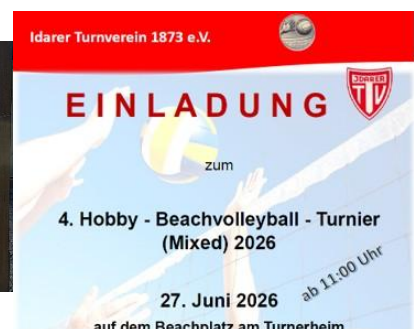 Idarer Turnverein 1873 e.V.
IDARER
TV
EINLADUNG
zum
4. Hobby - Beachvolleyball - Turnier
(Mixed) 2026
ab 11:00 Uhr
27. Juni 2026
auf dem Beachplatz am Turnerheim